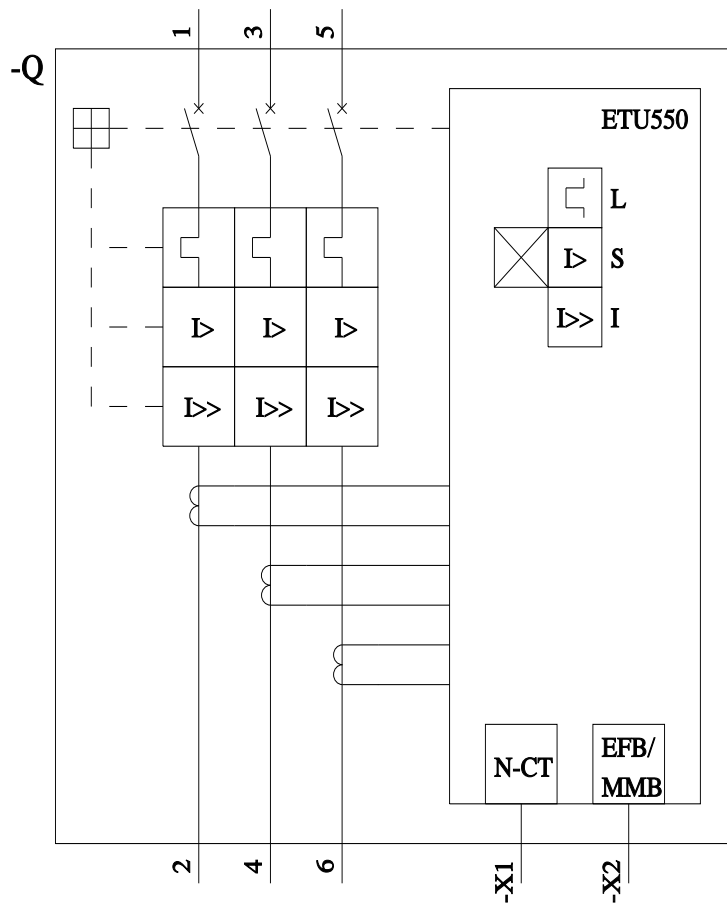 1
3
5
-Q
ETU550
L
I> S
I>> I
I> I> I>
I>> I>> I>>
N-CT
EFB/
MMB
2
4
6
-X1
-X2